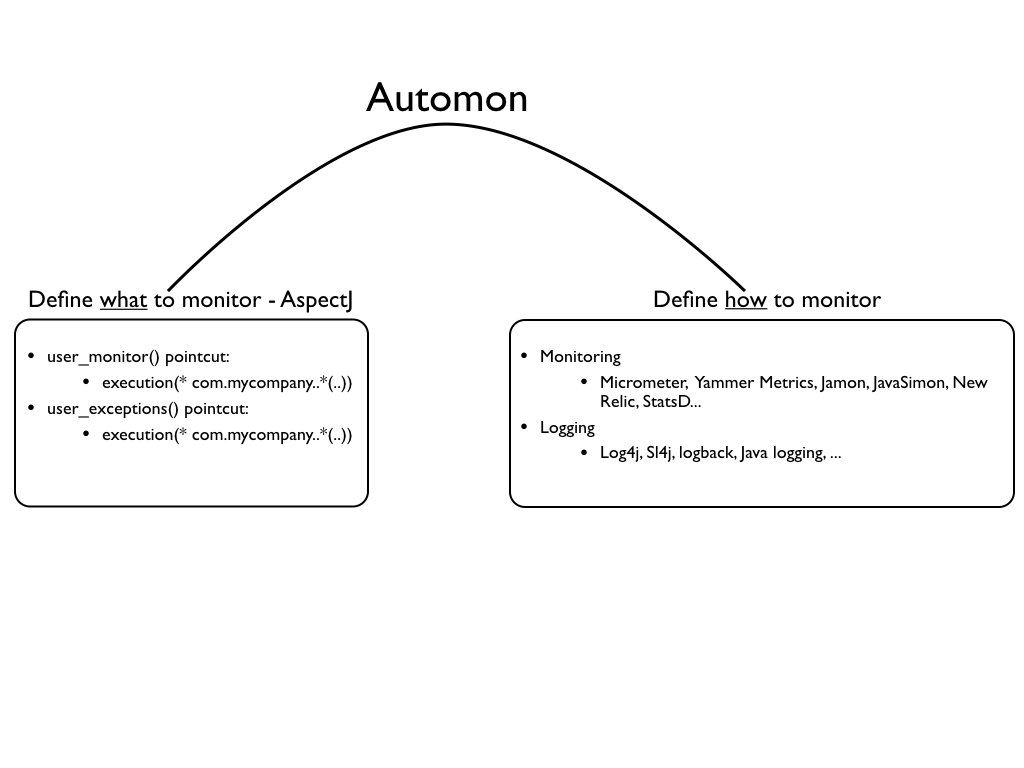 Automon
Define what to monitor - AspectJ
• user_monitor() pointcut:
• execution(* com.mycompany..*(..))
• user_exceptions() pointcut:
• execution(* com.mycompany..*(..))
Define how to monitor
• Monitoring
• Micrometer, Yammer Metrics, Jamon, JavaSimon, New
Relic, StatsD...
• Logging
• Log4j, Sl4j, logback, Java logging, ...